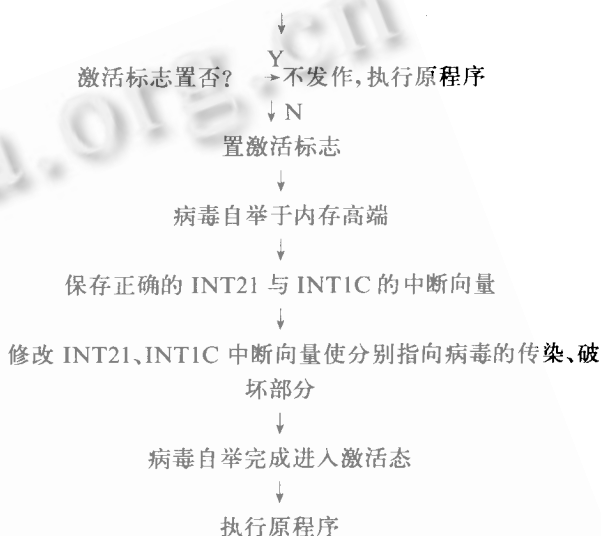 u.org.cn
Y
激活标志置否? →不发作,执行原程序
↓N
置激活标志
↓
病毒自举于内存高端
↓
保存正确的 INT21 与 INT1C 的中断向量
↓
修改 INT21、INT1C 中断向量使分别指向病毒的传染、破
坏部分
↓
病毒自举完成进入激活态
↓
执行原程序